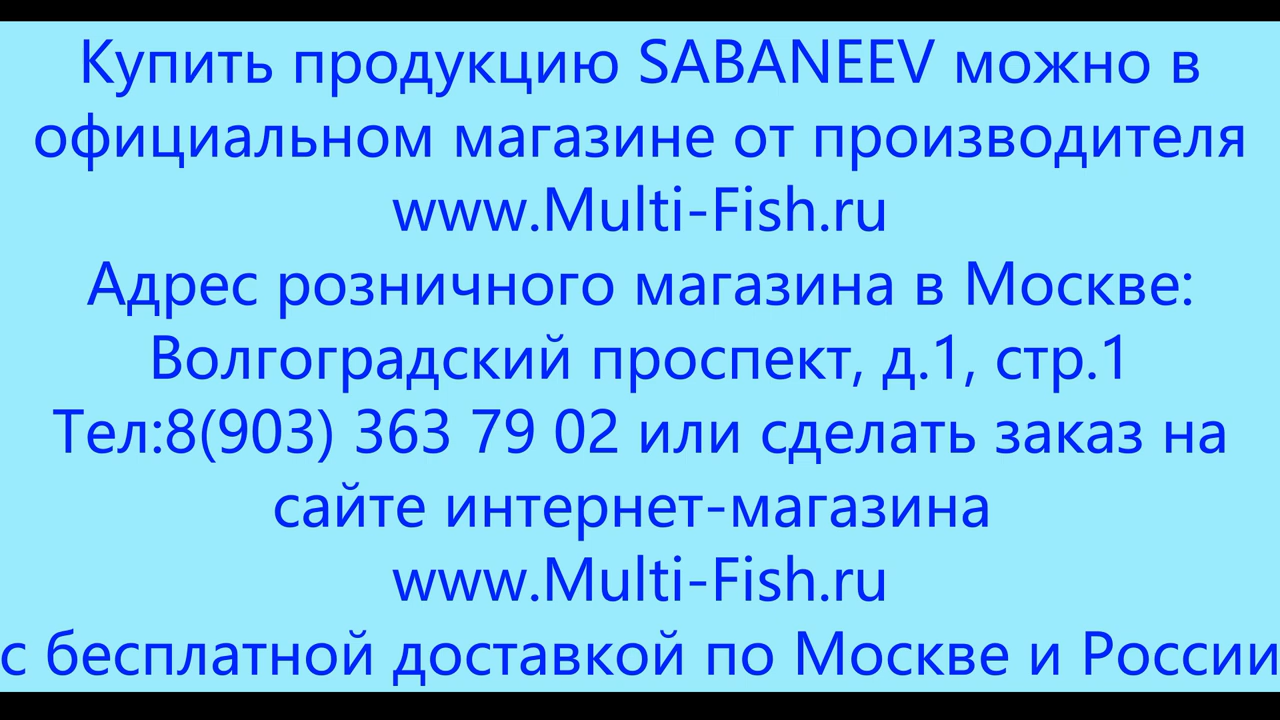 Купить продукцию SABANEEV можно в
официальном магазине от производителя
www.Multi-Fish.ru
Адрес розничного магазина в Москве:
Волгоградский проспект, д.1, стр.1
Тел:8(903) 363 79 02 или сделать заказ на
сайте интернет-магазина
www.Multi-Fish.ru
с бесплатной доставкой по Москве и России